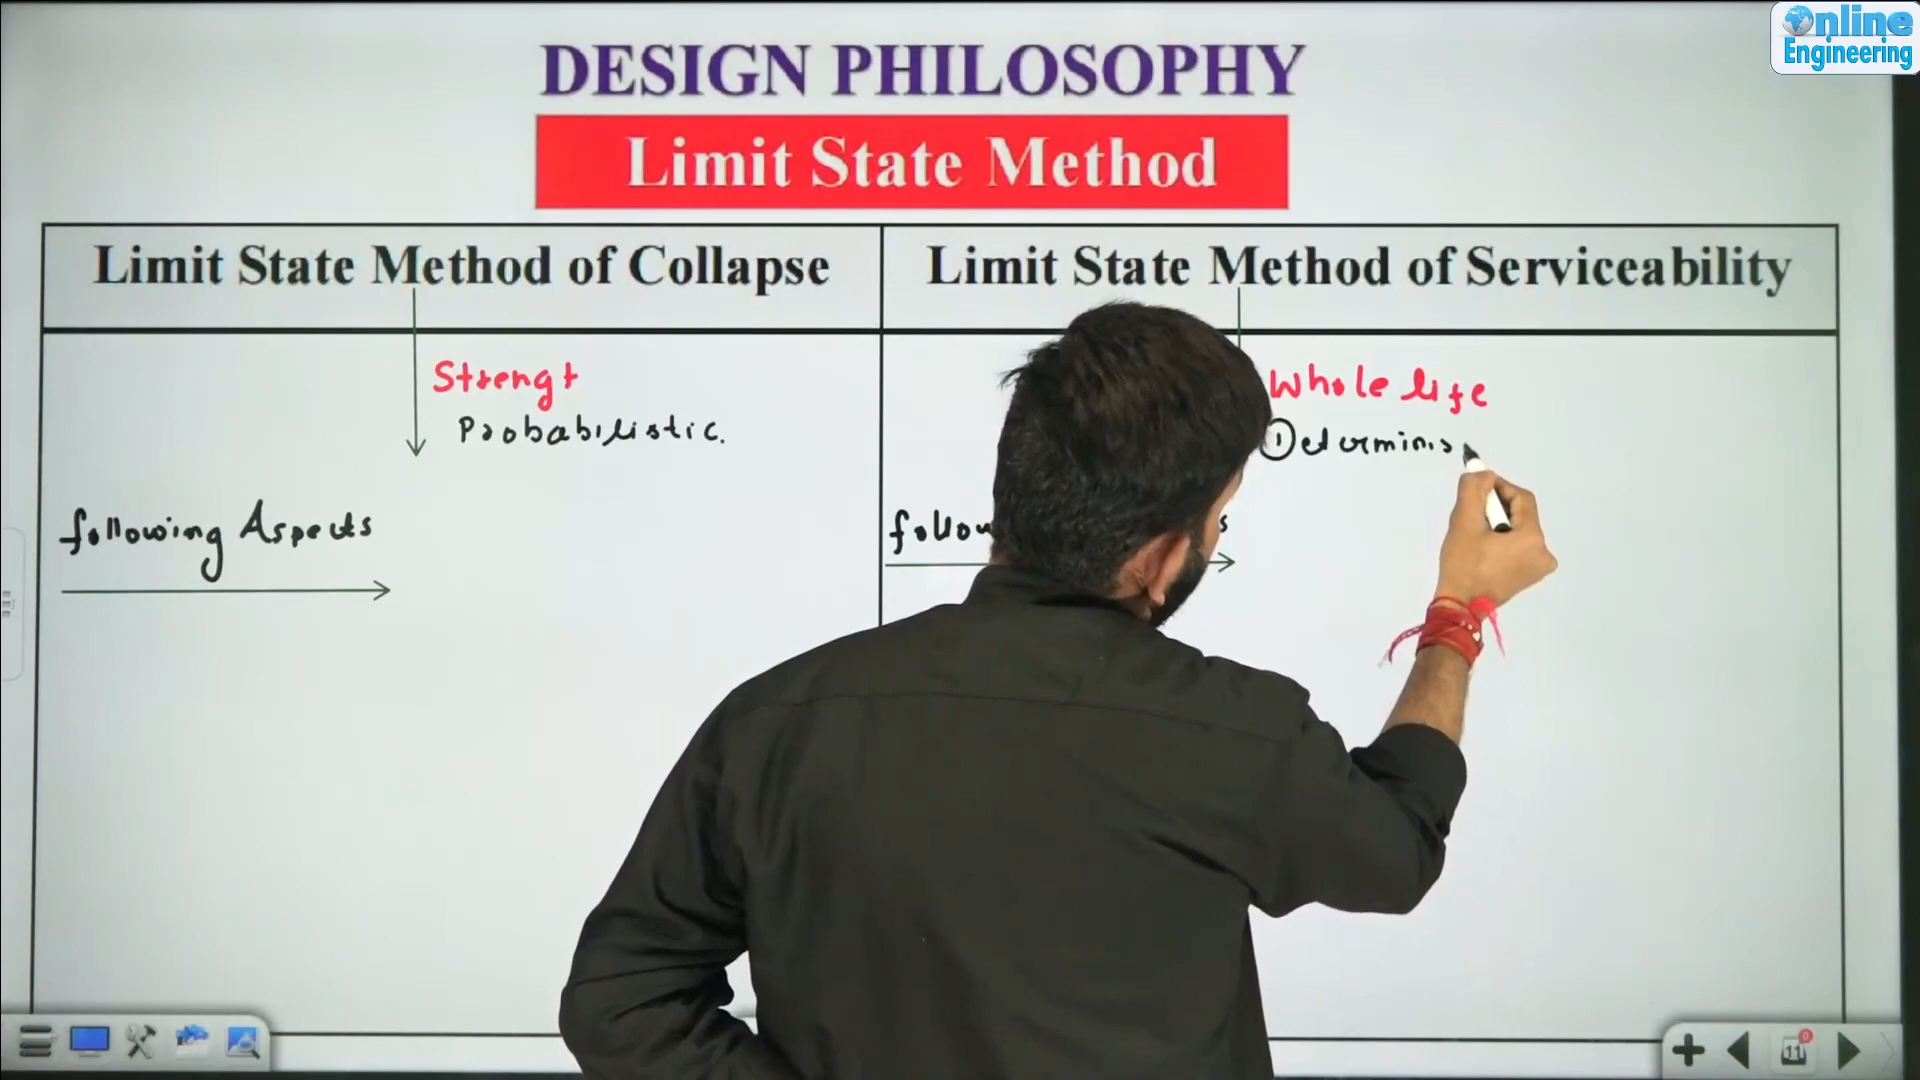 Online
Engineering
DESIGN PHILOSOPHY
Limit State Method
Limit State Method of Collapse
Limit State Method of Serviceability
Strengt
Probabilistic.
following Aspects
Whole life
Determinis
11